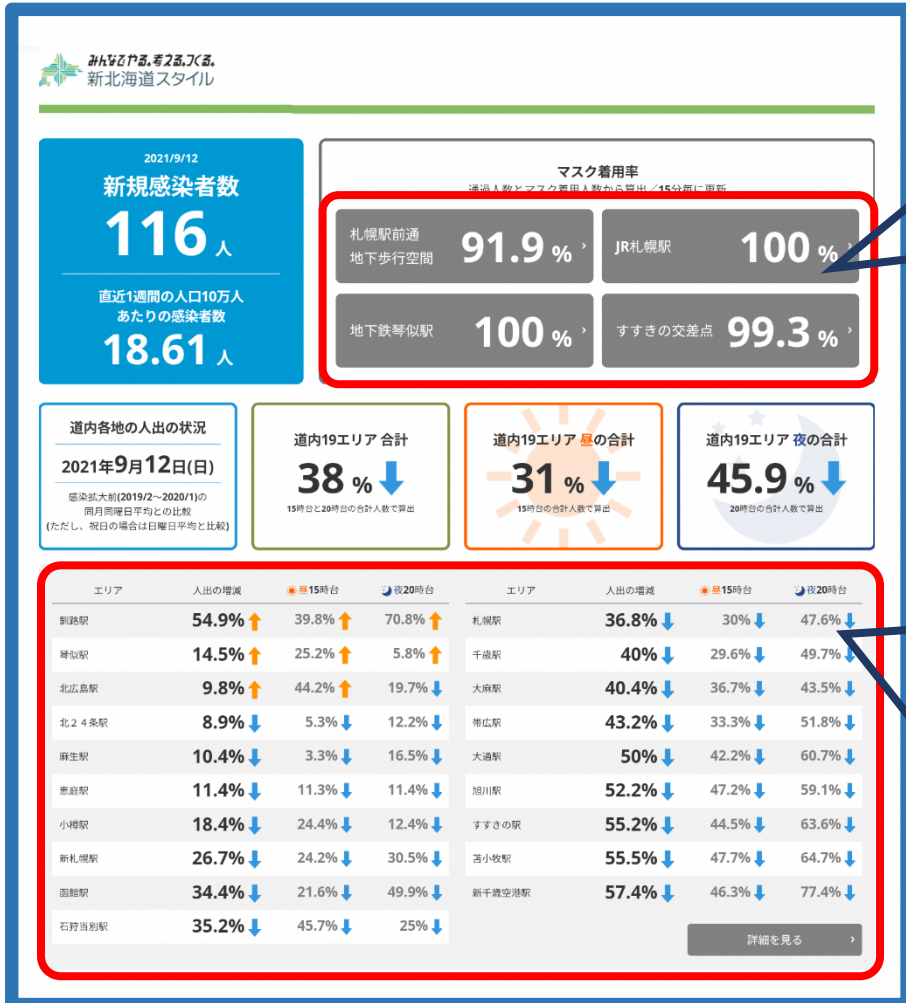 みんなでやる。考える。つくる。
新北海道スタイル
2021/9/12
新規感染者数
116人
直近1週間の人口10万人
あたりの感染者数
18.61人
マスク着用率
通過人数とマスク着用人数から算出／15分毎に更新
札幌駅前通
地下歩行空間 91.9% ›
JR札幌駅 100% ›
地下鉄琴似駅 100% ›
すすきの交差点 99.3% ›
道内各地の人出の状況
2021年9月12日(日)
感染拡大前(2019/2～2020/1)の
同月同曜日平均との比較
(ただし、祝日の場合は日曜日平均と比較)
道内19エリア 合計
38%⬇
15時台と20時台の合計人数で算出
道内19エリア 昼の合計
31%⬇
15時台の合計人数で算出
道内19エリア 夜の合計
45.9%⬇
20時台の合計人数で算出
エリア 人出の増減 昼15時台 夜20時台
釧路駅 54.9%⬆ 39.8%⬆ 70.8%⬆
琴似駅 14.5%⬆ 25.2%⬆ 5.8%⬆
北広島駅 9.8%⬆ 44.2%⬆ 19.7%⬇
北２４条駅 8.9%⬇ 5.3%⬇ 12.2%⬇
麻生駅 10.4%⬇ 3.3%⬇ 16.5%⬇
恵庭駅 11.4%⬇ 11.3%⬇ 11.4%⬇
小樽駅 18.4%⬇ 24.4%⬇ 12.4%⬇
新札幌駅 26.7%⬇ 24.2%⬇ 30.5%⬇
函館駅 34.4%⬇ 21.6%⬇ 49.9%⬇
石狩当別駅 35.2%⬇ 45.7%⬇ 25%⬇
エリア 人出の増減 昼15時台 夜20時台
札幌駅 36.8%⬇ 30%⬇ 47.6%⬇
千歳駅 40%⬇ 29.6%⬇ 49.7%⬇
大麻駅 40.4%⬇ 36.7%⬇ 43.5%⬇
帯広駅 43.2%⬇ 33.3%⬇ 51.8%⬇
大通駅 50%⬇ 42.2%⬇ 60.7%⬇
旭川駅 52.2%⬇ 47.2%⬇ 59.1%⬇
すすきの駅 55.2%⬇ 44.5%⬇ 63.6%⬇
苫小牧駅 55.5%⬇ 47.7%⬇ 64.7%⬇
新千歳空港駅 57.4%⬇ 46.3%⬇ 77.4%⬇
詳細を見る ›